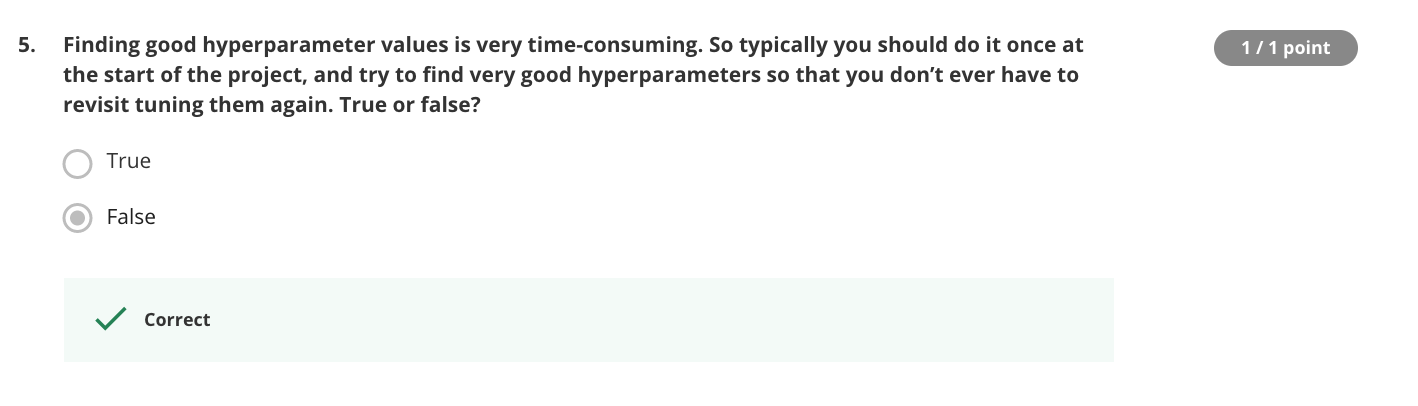 5. Finding good hyperparameter values is very time-consuming. So typically you should do it once at
the start of the project, and try to find very good hyperparameters so that you don’t ever have to
revisit tuning them again. True or false?
1 / 1 point
True
False
Correct